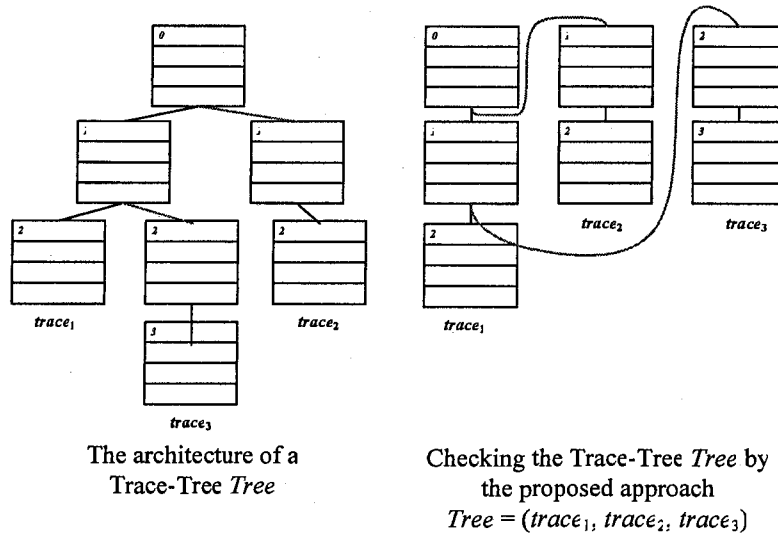 0
i
i
2
2
2
trace1
trace2
3
trace3
The architecture of a
Trace-Tree Tree
0
i
2
i
2
3
i
2
trace2
trace3
trace1
Checking the Trace-Tree Tree by
the proposed approach
Tree = (trace1, trace2, trace3)